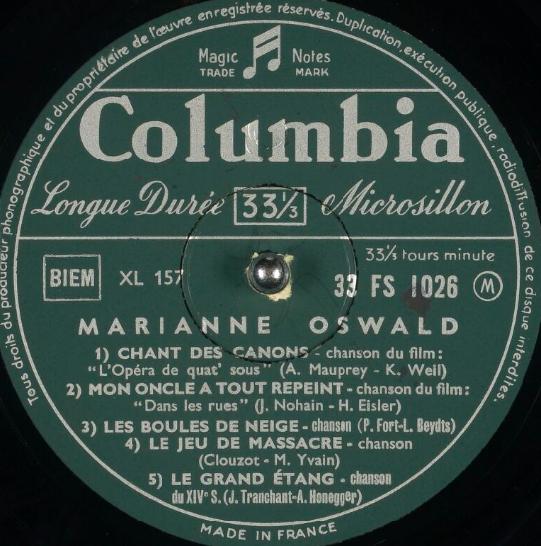 Tous droits du producteur phonographique et du propriétaire de l'œuvre enregistrée réservés. Duplication, exécution publique, radiodiffusion de ce disque interdites.
Magic Notes
TRADE MARK
Columbia
Longue Durée 33⅓ Microsillon
33⅓ tours minute
BIEM XL 157 33 FS 1026 M
MARIANNE OSWALD
1) CHANT DES CANONS - chanson du film:
"L'Opéra de quat' sous" (A. Mauprey - K. Weil)
2) MON ONCLE A TOUT REPEINT - chanson du film:
"Dans les rues" (J. Nohain - H. Eisler)
3) LES BOULES DE NEIGE - chanson (P. Fort-L. Beydts)
4) LE JEU DE MASSACRE - chanson
(Clouzot - M. Yvain)
5) LE GRAND ÉTANG - chanson
du XIVe S. (J. Tranchant-A. Honegger)
MADE IN FRANCE